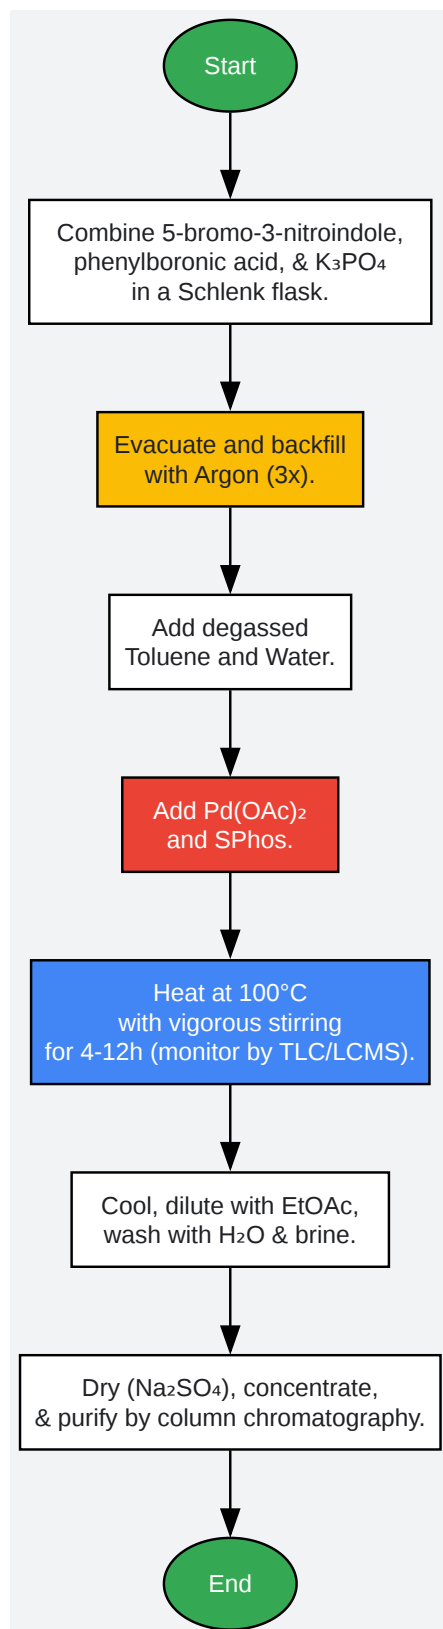 Start
Combine 5-bromo-3-nitroindole,
phenylboronic acid, & K₃PO₄
in a Schlenk flask.
Evacuate and backfill
with Argon (3x).
Add degassed
Toluene and Water.
Add Pd(OAc)₂
and SPhos.
Heat at 100°C
with vigorous stirring
for 4-12h (monitor by TLC/LCMS).
Cool, dilute with EtOAc,
wash with H₂O & brine.
Dry (Na₂SO₄), concentrate,
& purify by column chromatography.
End